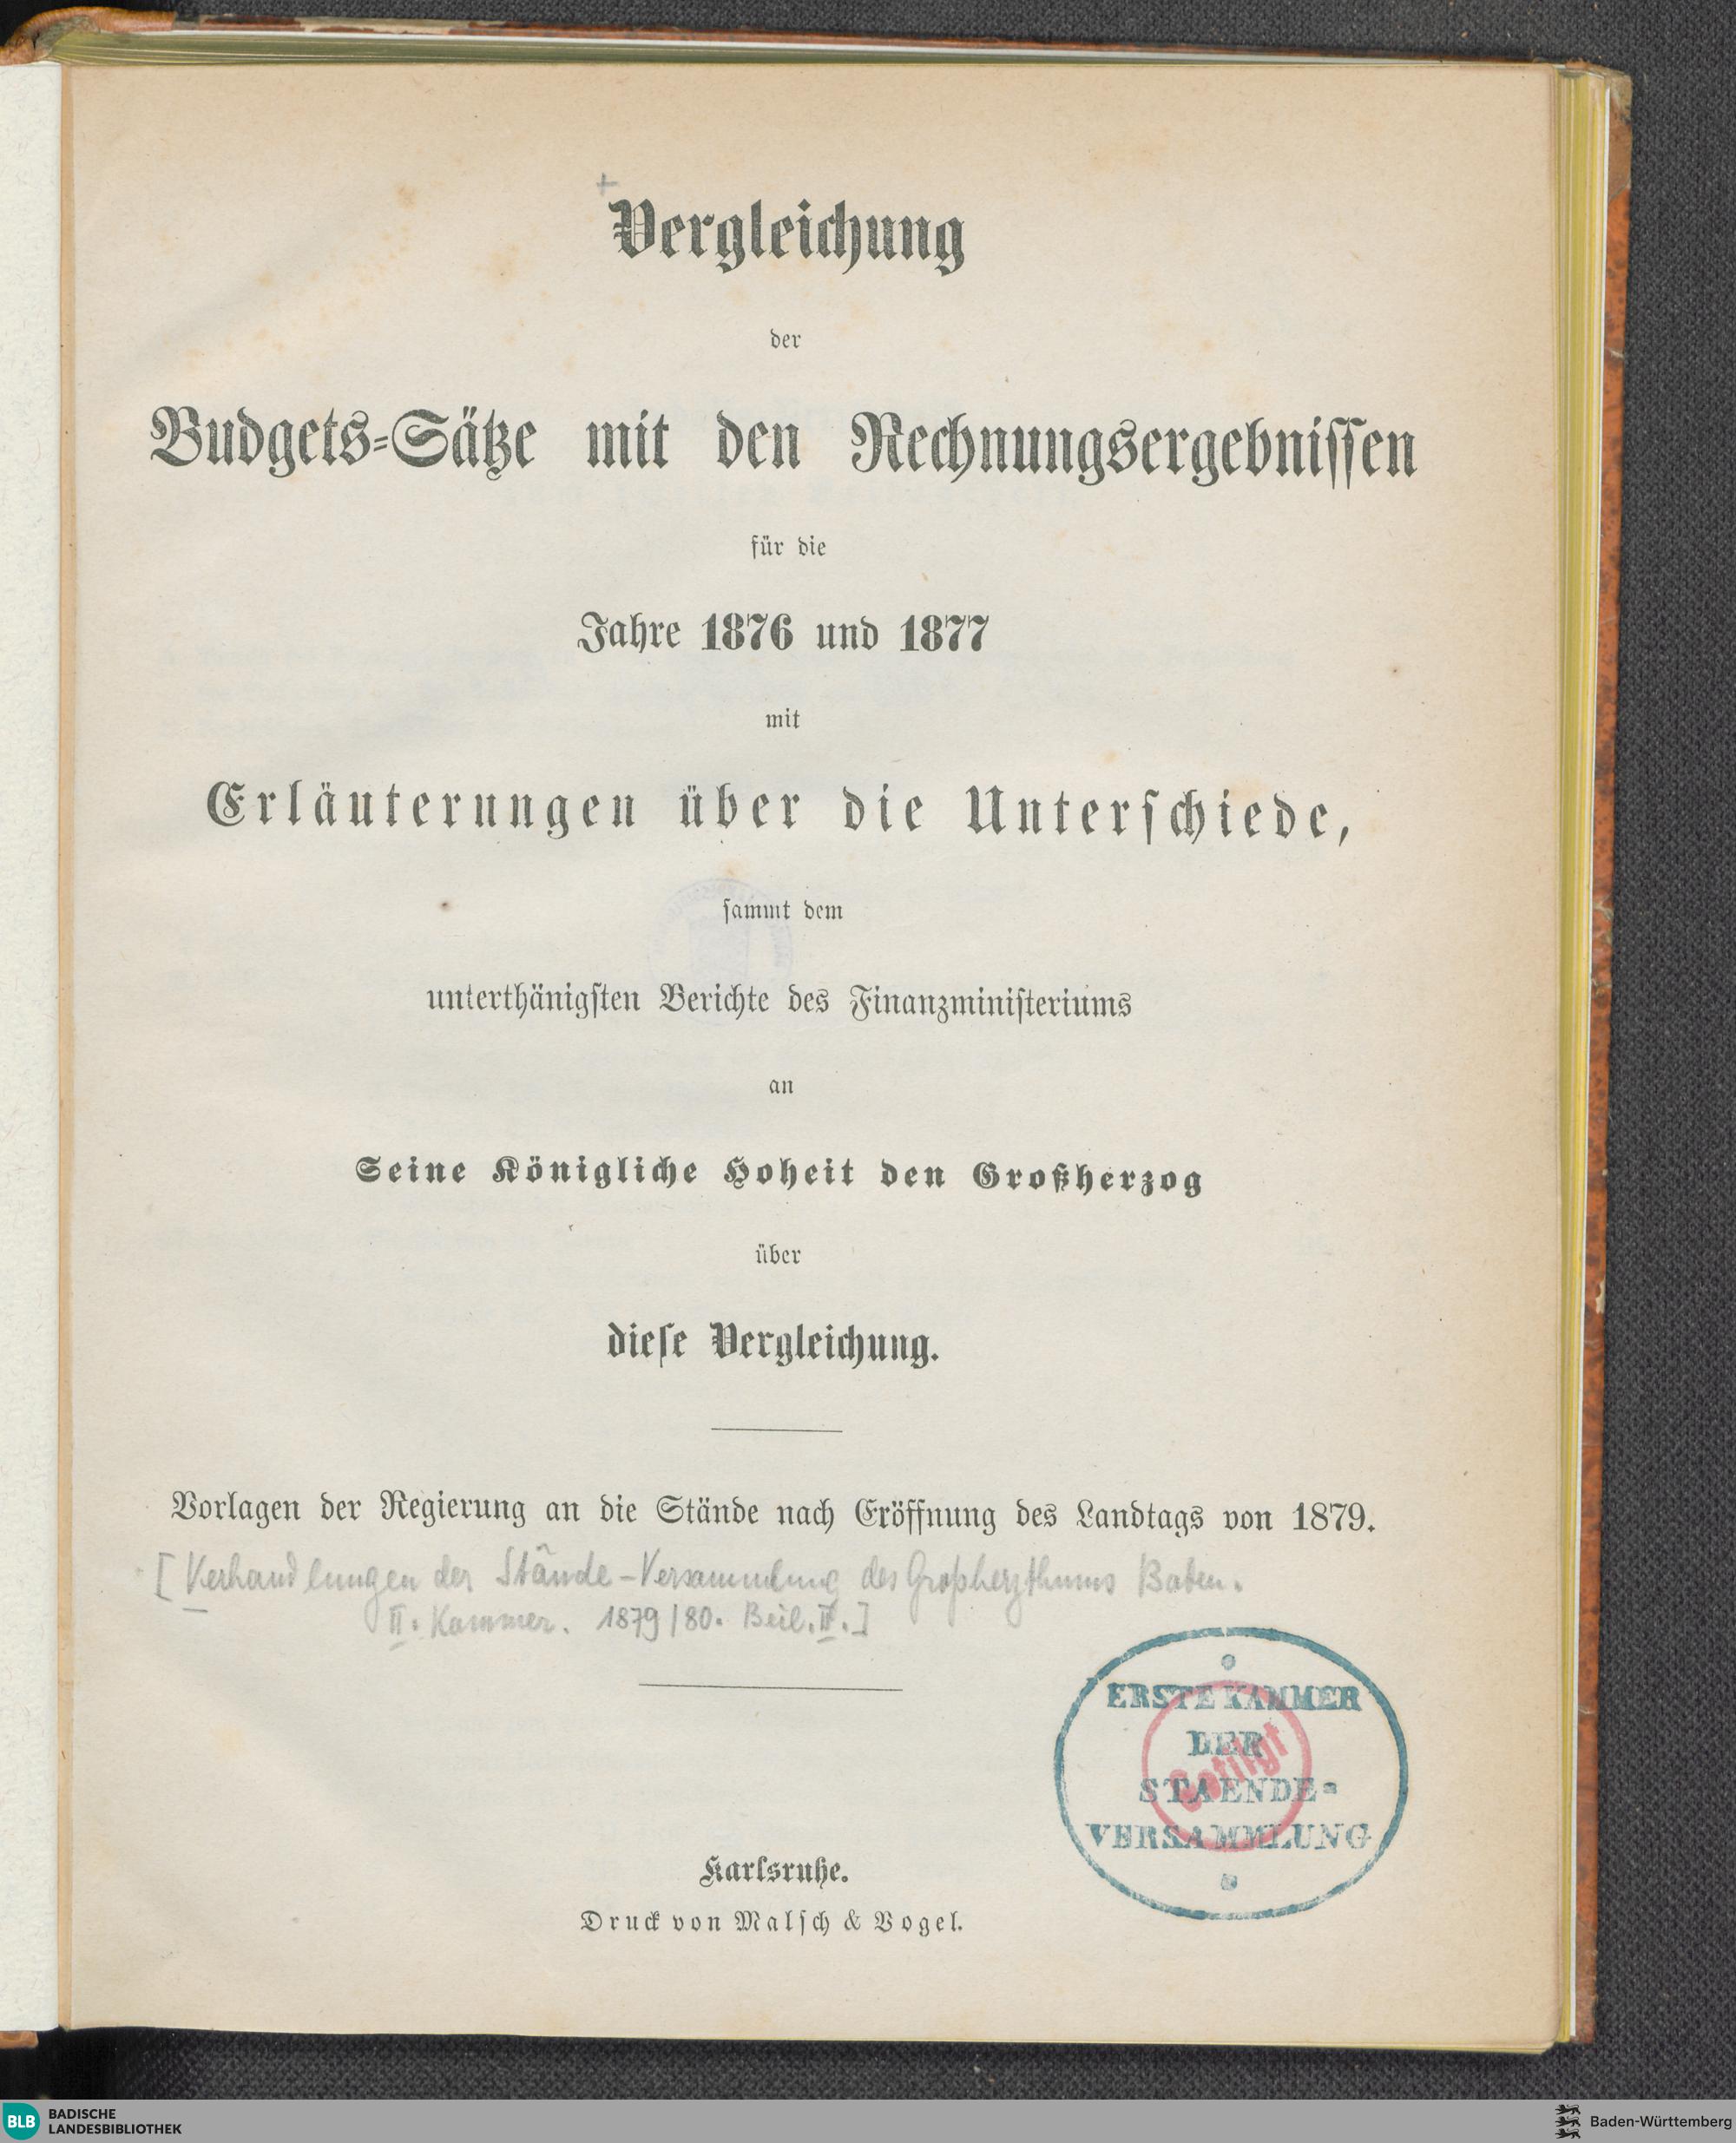 Vergleichung
der
Budgets-Sätze mit den Rechnungsergebnissen
für die
Jahre 1876 und 1877
mit
Erläuterungen über die Unterschiede,
sammt dem
unterthänigsten Berichte des Finanzministeriums
an
Seine Königliche Hoheit den Großherzog
über
diese Vergleichung.
Vorlagen der Regierung an die Stände nach Eröffnung des Landtags von 1879.
[Verhandlungen der Stände-Versammlung des Großherzthums Baden.
II. Kammer. 1879/80. Beil. II.]
ERSTE KAMMER
DER
STAENDE=
VERSAMMLUNG
Getilgt
Karlsruhe.
Druck von Malsch & Vogel.
BLB BADISCHE
LANDESBIBLIOTHEK
Baden-Württemberg